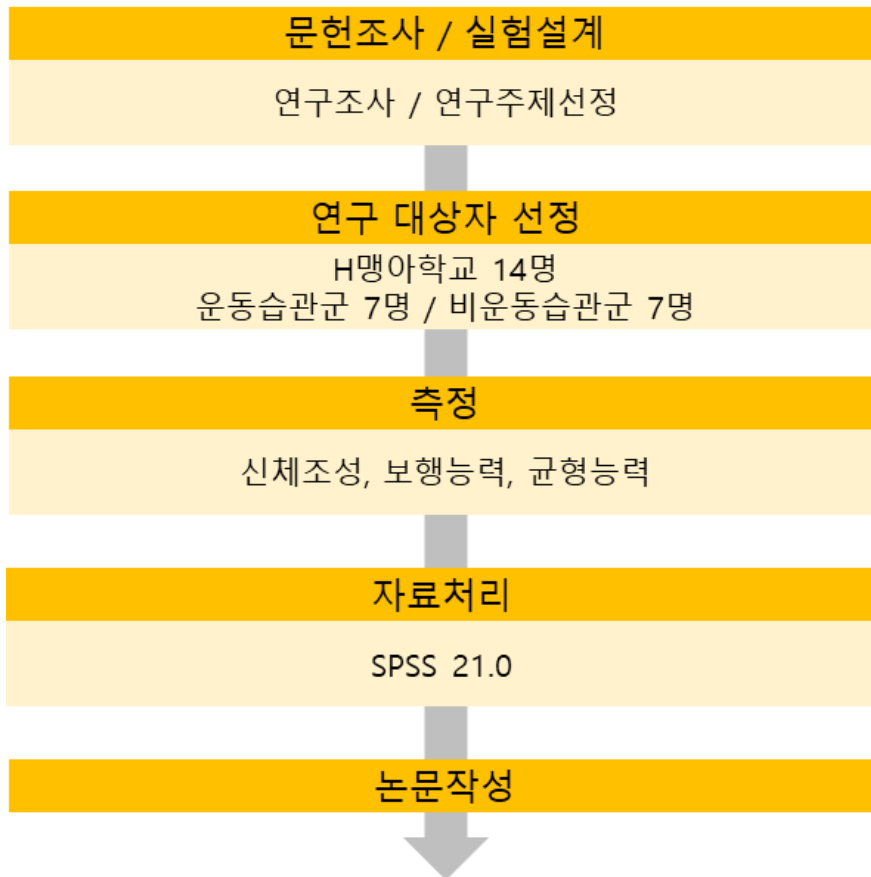 문헌조사 / 실험설계
연구조사 / 연구주제선정
연구 대상자 선정
H맹아학교 14명
운동습관군 7명 / 비운동습관군 7명
측정
신체조성, 보행능력, 균형능력
자료처리
SPSS 21.0
논문작성